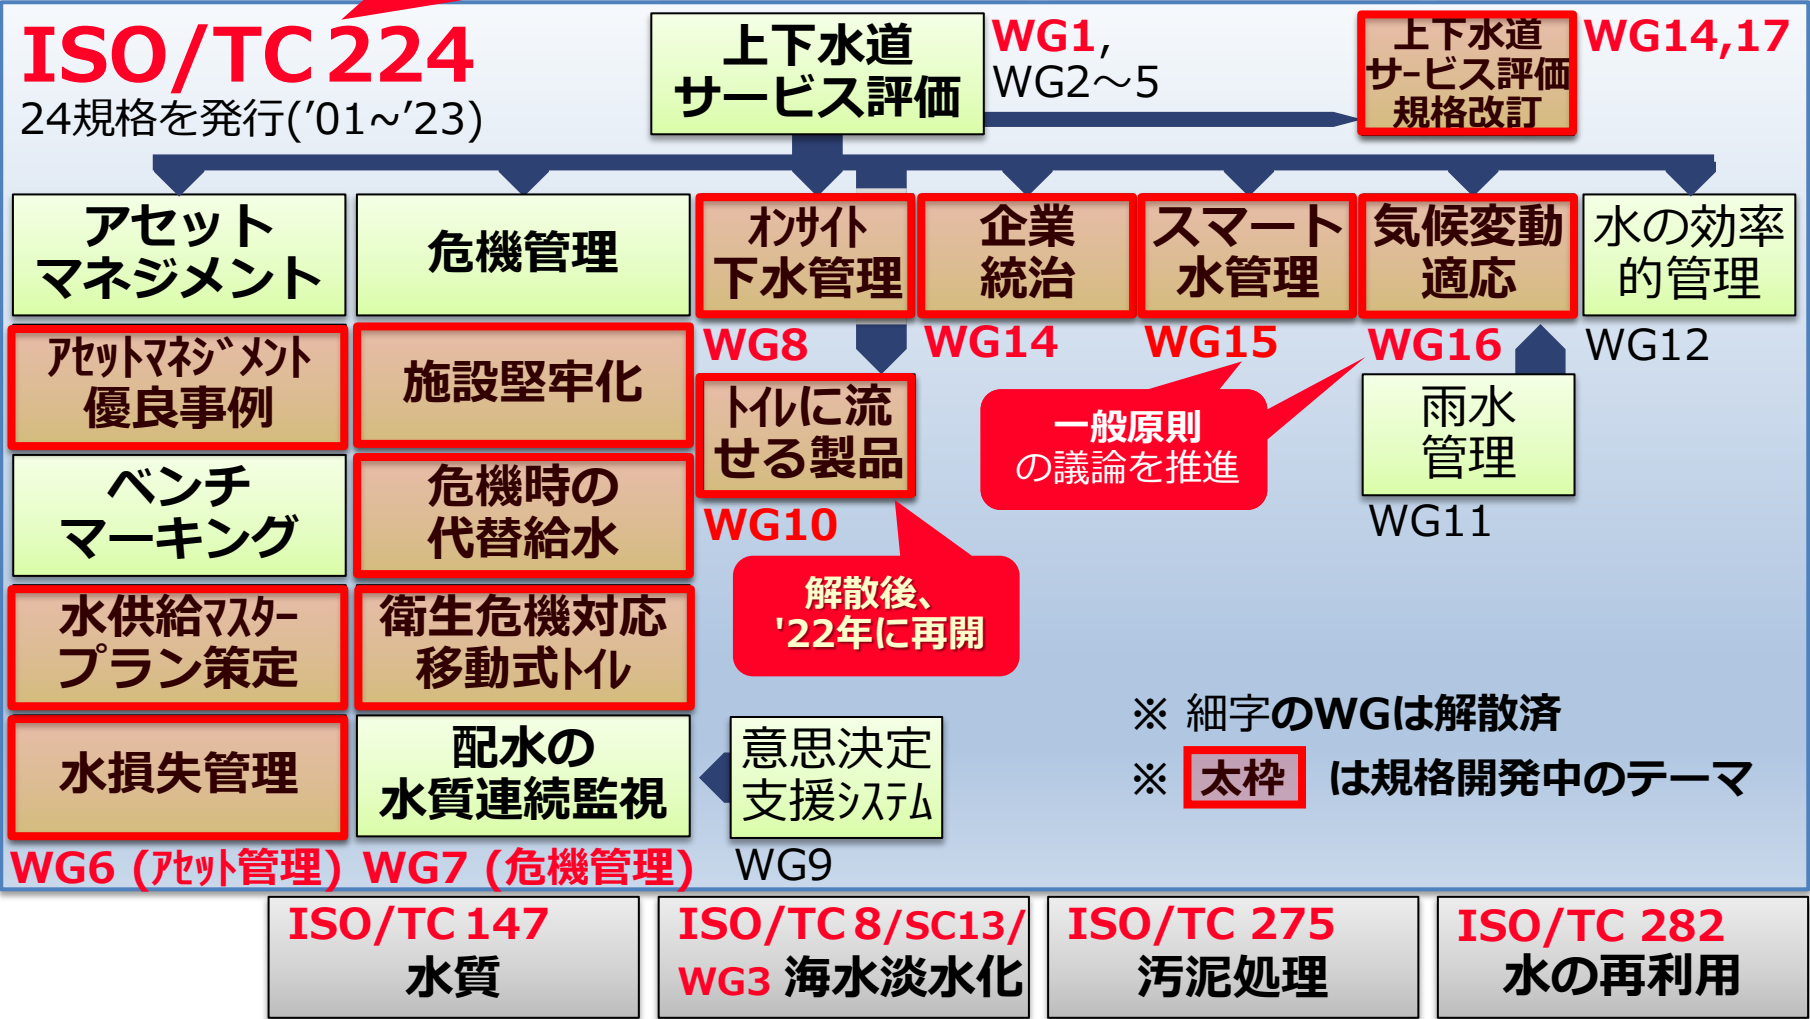 ISO/TC 224
24規格を発行('01~'23)
上下水道
サービス評価
WG1,
WG2～5
上下水道
サービス評価
規格改訂
WG14,17
アセット
マネジメント
危機管理
ｵﾝｻｲﾄ
下水管理
企業
統治
スマート
水管理
気候変動
適応
水の効率
的管理
WG8
WG14
WG15
WG16
WG12
ｱｾｯﾄﾏﾈｼﾞﾒﾝﾄ
優良事例
施設堅牢化
ﾄｲﾚに流
せる製品
WG10
一般原則
の議論を推進
雨水
管理
WG11
ベンチ
マーキング
危機時の
代替給水
解散後、
'22年に再開
水供給ﾏｽﾀｰ
プラン策定
衛生危機対応
移動式ﾄｲﾚ
水損失管理
配水の
水質連続監視
意思決定
支援ｼｽﾃﾑ
WG9
※ 細字のWGは解散済
※ 太枠 は規格開発中のテーマ
WG6 (ｱｾｯﾄ管理)
WG7 (危機管理)
ISO/TC 147
水質
ISO/TC 8/SC13/
WG3 海水淡水化
ISO/TC 275
汚泥処理
ISO/TC 282
水の再利用